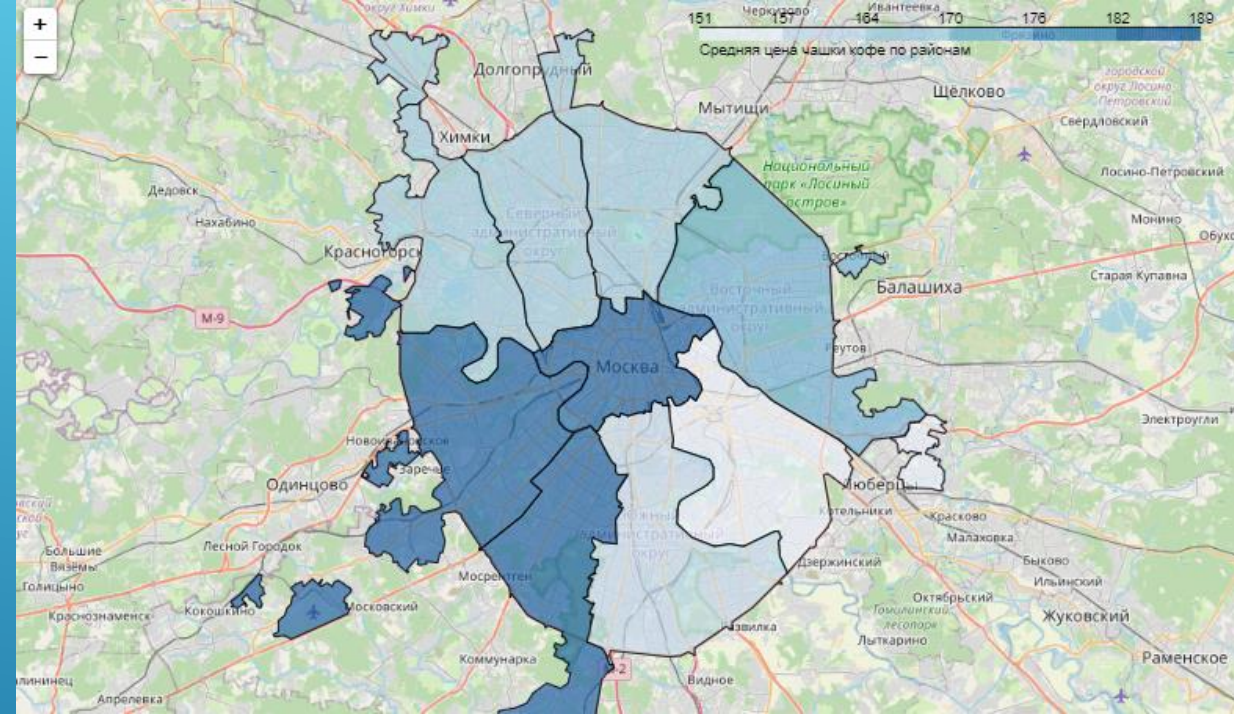 +
−
округ Химки
Черкизово
Ивантеевка
151 157 164 170 176 182 189
Фрязино
Средняя цена чашки кофе по районам
Долгопрудный
Мытищи
Щёлково
городской
округ Лосино-
Петровский
Свердловский
Химки
Национальный
парк «Лосиный
остров»
Лосино-Петровский
Дедовск
Нахабино
Монино
Северный
административный
округ
Красногорск
Восточный
Балашиха
Старая Купавна
М-9
Восточный
административный
округ
Реутов
Москва
Электроугли
Новоивановское
Заречье
Одинцово
Люберцы
Котельники
Красково
Малаховка
Южный
административный
округ
Большие
Вязёмы
Лесной Городок
Дзержинский
Быково
Голицыно
Мосрентген
Ильинский
Краснознаменск
Кокошкино
Московский
Октябрьский
Томилинский
лесопарк
Жуковский
Лыткарино
Коммунарка
Видное
Раменское
Апрелевка